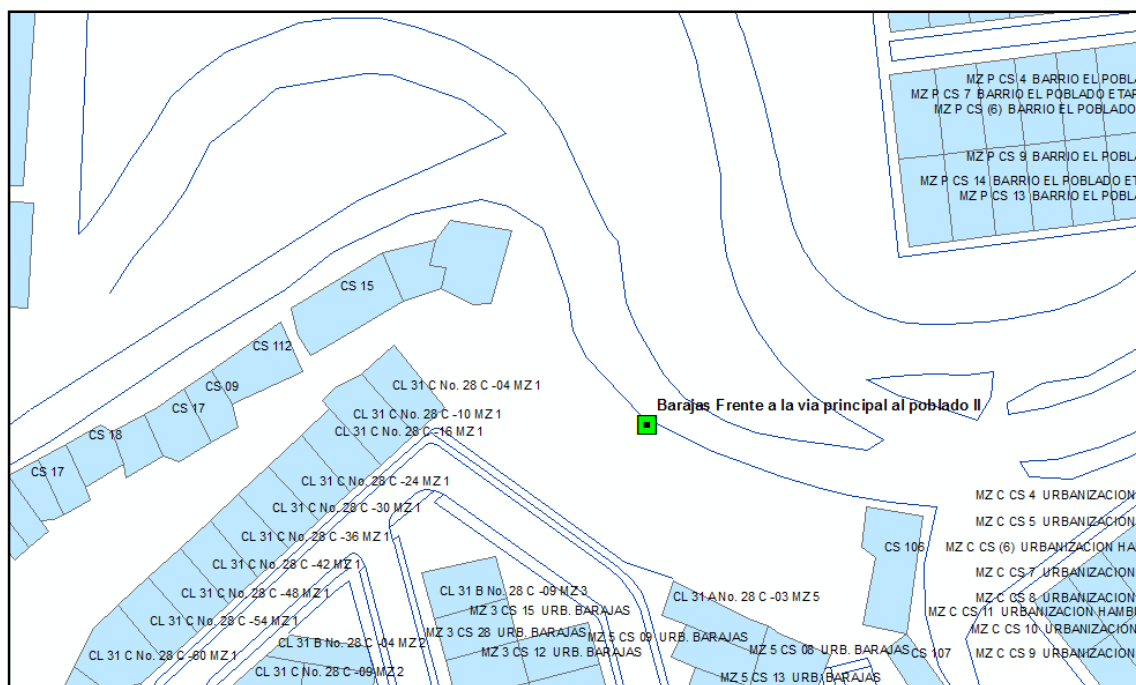 MZ P CS 4 BARRIO EL POBLA
MZ P CS 7 BARRIO EL POBLADO ETAP
MZ P CS (6) BARRIO EL POBLADO
MZ P CS 9 BARRIO EL POBLA
MZ P CS 14 BARRIO EL POBLADO ET
MZ P CS 13 BARRIO EL POBLA
CS 15
CS 112
CS 09
CS 17
CS 18
CS 17
CL 31 C No. 28 C -04 MZ 1
CL 31 C No. 28 C -10 MZ 1
CL 31 C No. 28 C -16 MZ 1
Barajas Frente a la via principal al poblado II
CL 31 C No. 28 C -24 MZ 1
CL 31 C No. 28 C -30 MZ 1
CL 31 C No. 28 C -36 MZ 1
CL 31 C No. 28 C -42 MZ 1
CL 31 C No. 28 C -48 MZ 1
CL 31 C No. 28 C -54 MZ 1
CL 31 C No. 28 C -60 MZ 1
MZ C CS 4 URBANIZACION
MZ C CS 5 URBANIZACION
CS 106
MZ C CS (6) URBANIZACION HA
MZ C CS 7 URBANIZACION
MZ C CS 8 URBANIZACION
MZ C CS 11 URBANIZACION HAMB
MZ C CS 10 URBANIZACION
MZ C CS 9 URBANIZACION
CL 31 B No. 28 C -09 MZ 3
MZ 3 CS 15 URB. BARAJAS
MZ 3 CS 28 URB. BARAJAS
MZ 3 CS 12 URB. BARAJAS
CL 31 A No. 28 C -03 MZ 5
MZ 5 CS 09 URB. BARAJAS
MZ 5 CS 08 URB. BARAJAS
CS 107
MZ 5 CS 13 URB. BARAJAS
CL 31 B No. 28 C -04 MZ 2
CL 31 C No. 28 C -09 MZ 2